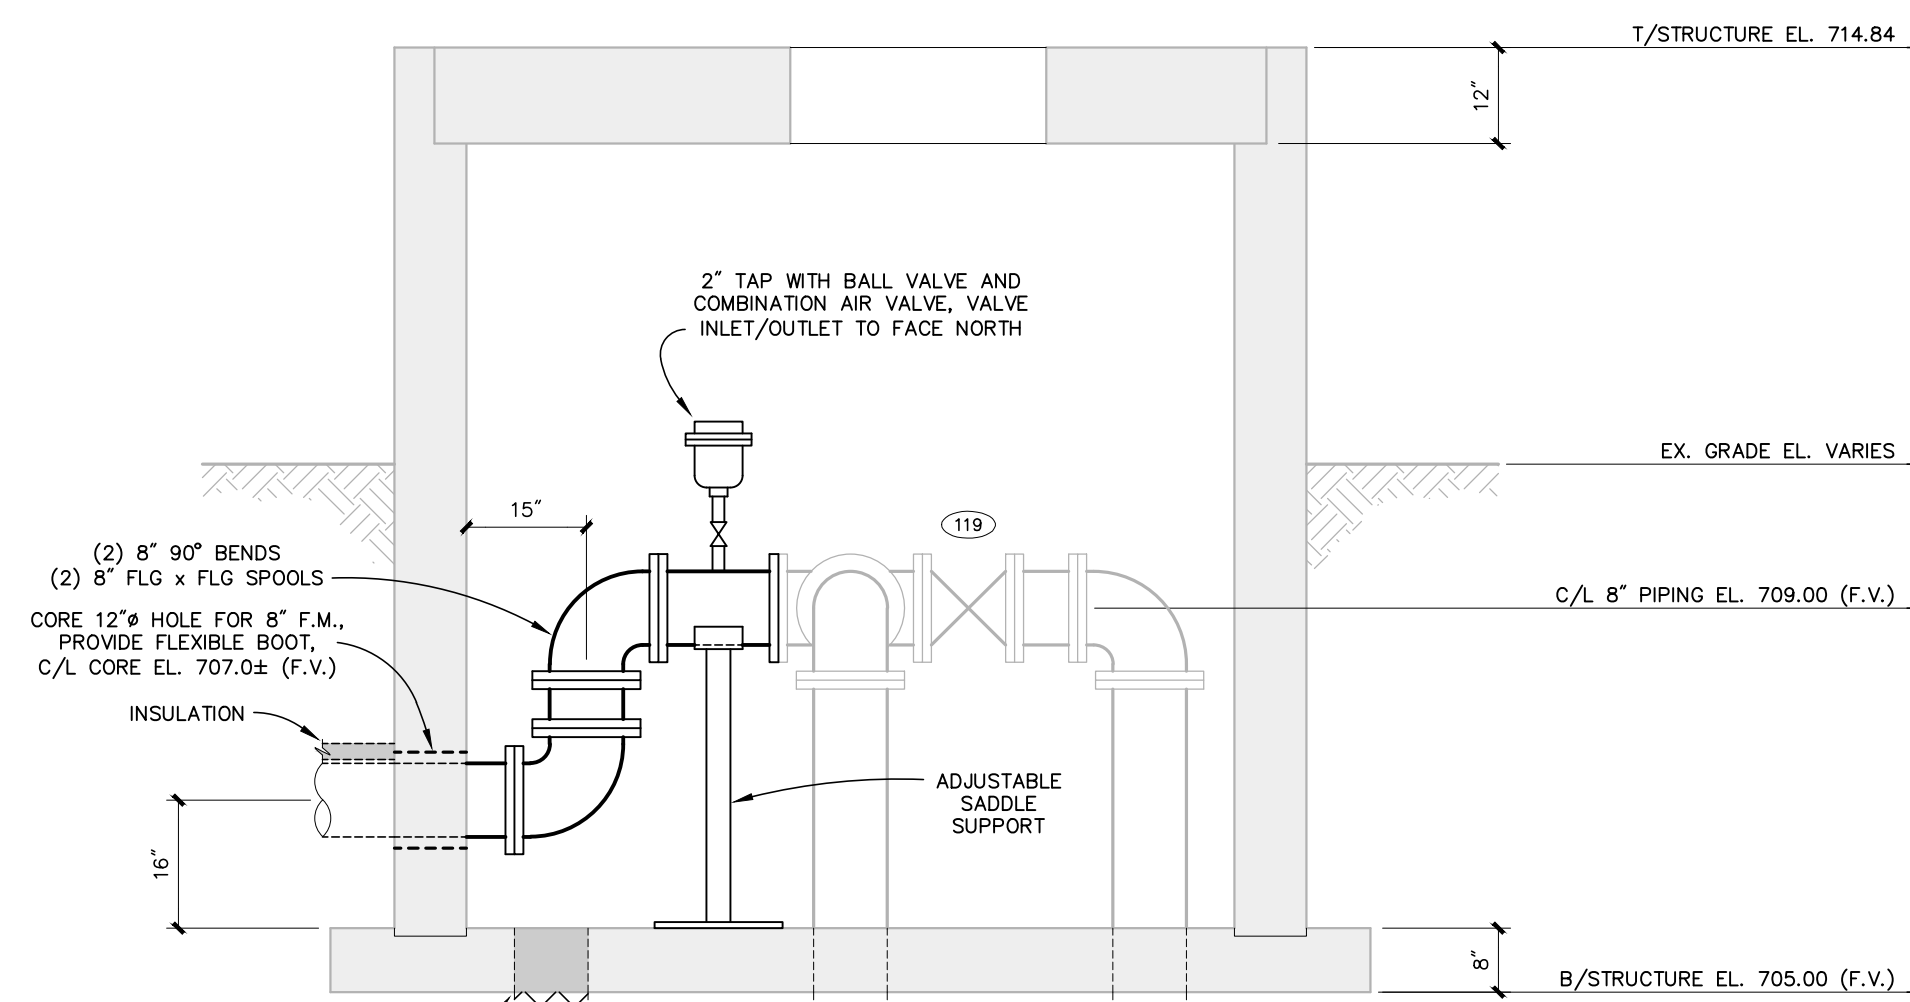 T/STRUCTURE EL. 714.84
12"
2" TAP WITH BALL VALVE AND
COMBINATION AIR VALVE, VALVE
INLET/OUTLET TO FACE NORTH
EX. GRADE EL. VARIES
15"
119
(2) 8" 90° BENDS
(2) 8" FLG x FLG SPOOLS
C/L 8" PIPING EL. 709.00 (F.V.)
CORE 12"ø HOLE FOR 8" F.M.,
PROVIDE FLEXIBLE BOOT,
C/L CORE EL. 707.0± (F.V.)
INSULATION
ADJUSTABLE
SADDLE
SUPPORT
16"
8"
B/STRUCTURE EL. 705.00 (F.V.)